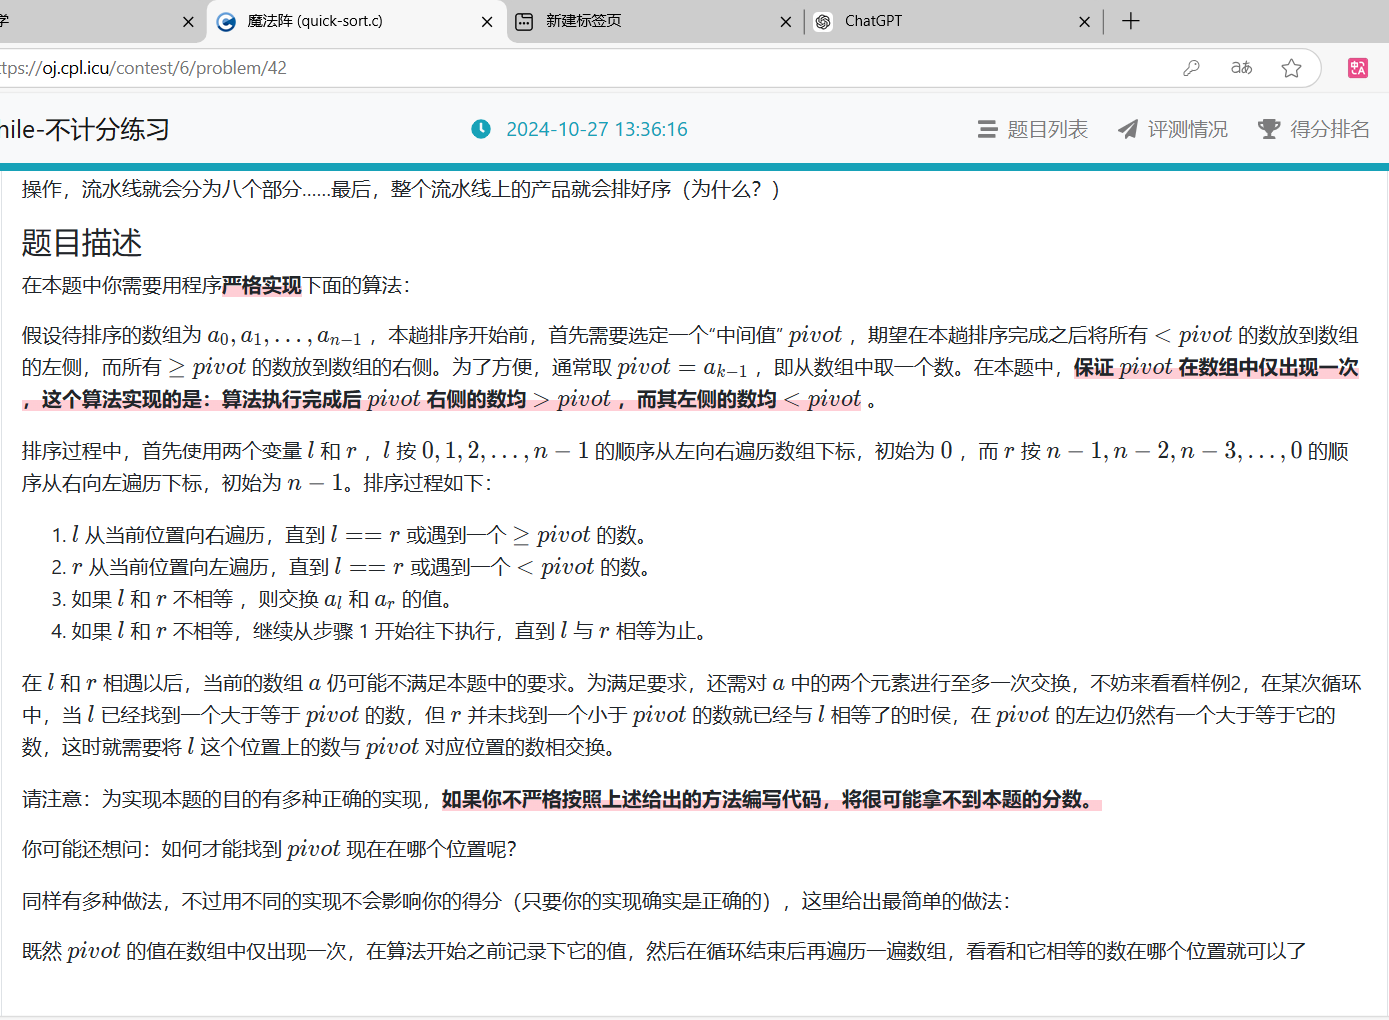 学
魔法阵 (quick-sort.c)
新建标签页
ChatGPT
ttps://oj.cpl.icu/contest/6/problem/42
aあ
hile-不计分练习
2024-10-27 13:36:16
题目列表
评测情况
得分排名
操作，流水线就会分为八个部分……最后，整个流水线上的产品就会排好序（为什么？）
题目描述
在本题中你需要用程序严格实现下面的算法：
假设待排序的数组为 a₀, a₁, …, aₙ₋₁ ，本趟排序开始前，首先需要选定一个“中间值” pivot ，期望在本趟排序完成之后将所有 < pivot 的数放到数组
的左侧，而所有 ≥ pivot 的数放到数组的右侧。为了方便，通常取 pivot = aₖ₋₁ ，即从数组中取一个数。在本题中，保证 pivot 在数组中仅出现一次
，这个算法实现的是：算法执行完成后 pivot 右侧的数均 > pivot ，而其左侧的数均 < pivot 。
排序过程中，首先使用两个变量 l 和 r ，l 按 0, 1, 2, …, n − 1 的顺序从左向右遍历数组下标，初始为 0 ，而 r 按 n − 1, n − 2, n − 3, …, 0 的顺
序从右向左遍历下标，初始为 n − 1。排序过程如下：
1. l 从当前位置向右遍历，直到 l == r 或遇到一个 ≥ pivot 的数。
2. r 从当前位置向左遍历，直到 l == r 或遇到一个 < pivot 的数。
3. 如果 l 和 r 不相等 ，则交换 aₗ 和 aᵣ 的值。
4. 如果 l 和 r 不相等，继续从步骤 1 开始往下执行，直到 l 与 r 相等为止。
在 l 和 r 相遇以后，当前的数组 a 仍可能不满足本题中的要求。为满足要求，还需对 a 中的两个元素进行至多一次交换，不妨来看看样例2，在某次循环
中，当 l 已经找到一个大于等于 pivot 的数，但 r 并未找到一个小于 pivot 的数就已经与 l 相等了的时侯，在 pivot 的左边仍然有一个大于等于它的
数，这时就需要将 l 这个位置上的数与 pivot 对应位置的数相交换。
请注意：为实现本题的目的有多种正确的实现，如果你不严格按照上述给出的方法编写代码，将很可能拿不到本题的分数。
你可能还想问：如何才能找到 pivot 现在在哪个位置呢？
同样有多种做法，不过用不同的实现不会影响你的得分（只要你的实现确实是正确的），这里给出最简单的做法：
既然 pivot 的值在数组中仅出现一次，在算法开始之前记录下它的值，然后在循环结束后再遍历一遍数组，看看和它相等的数在哪个位置就可以了